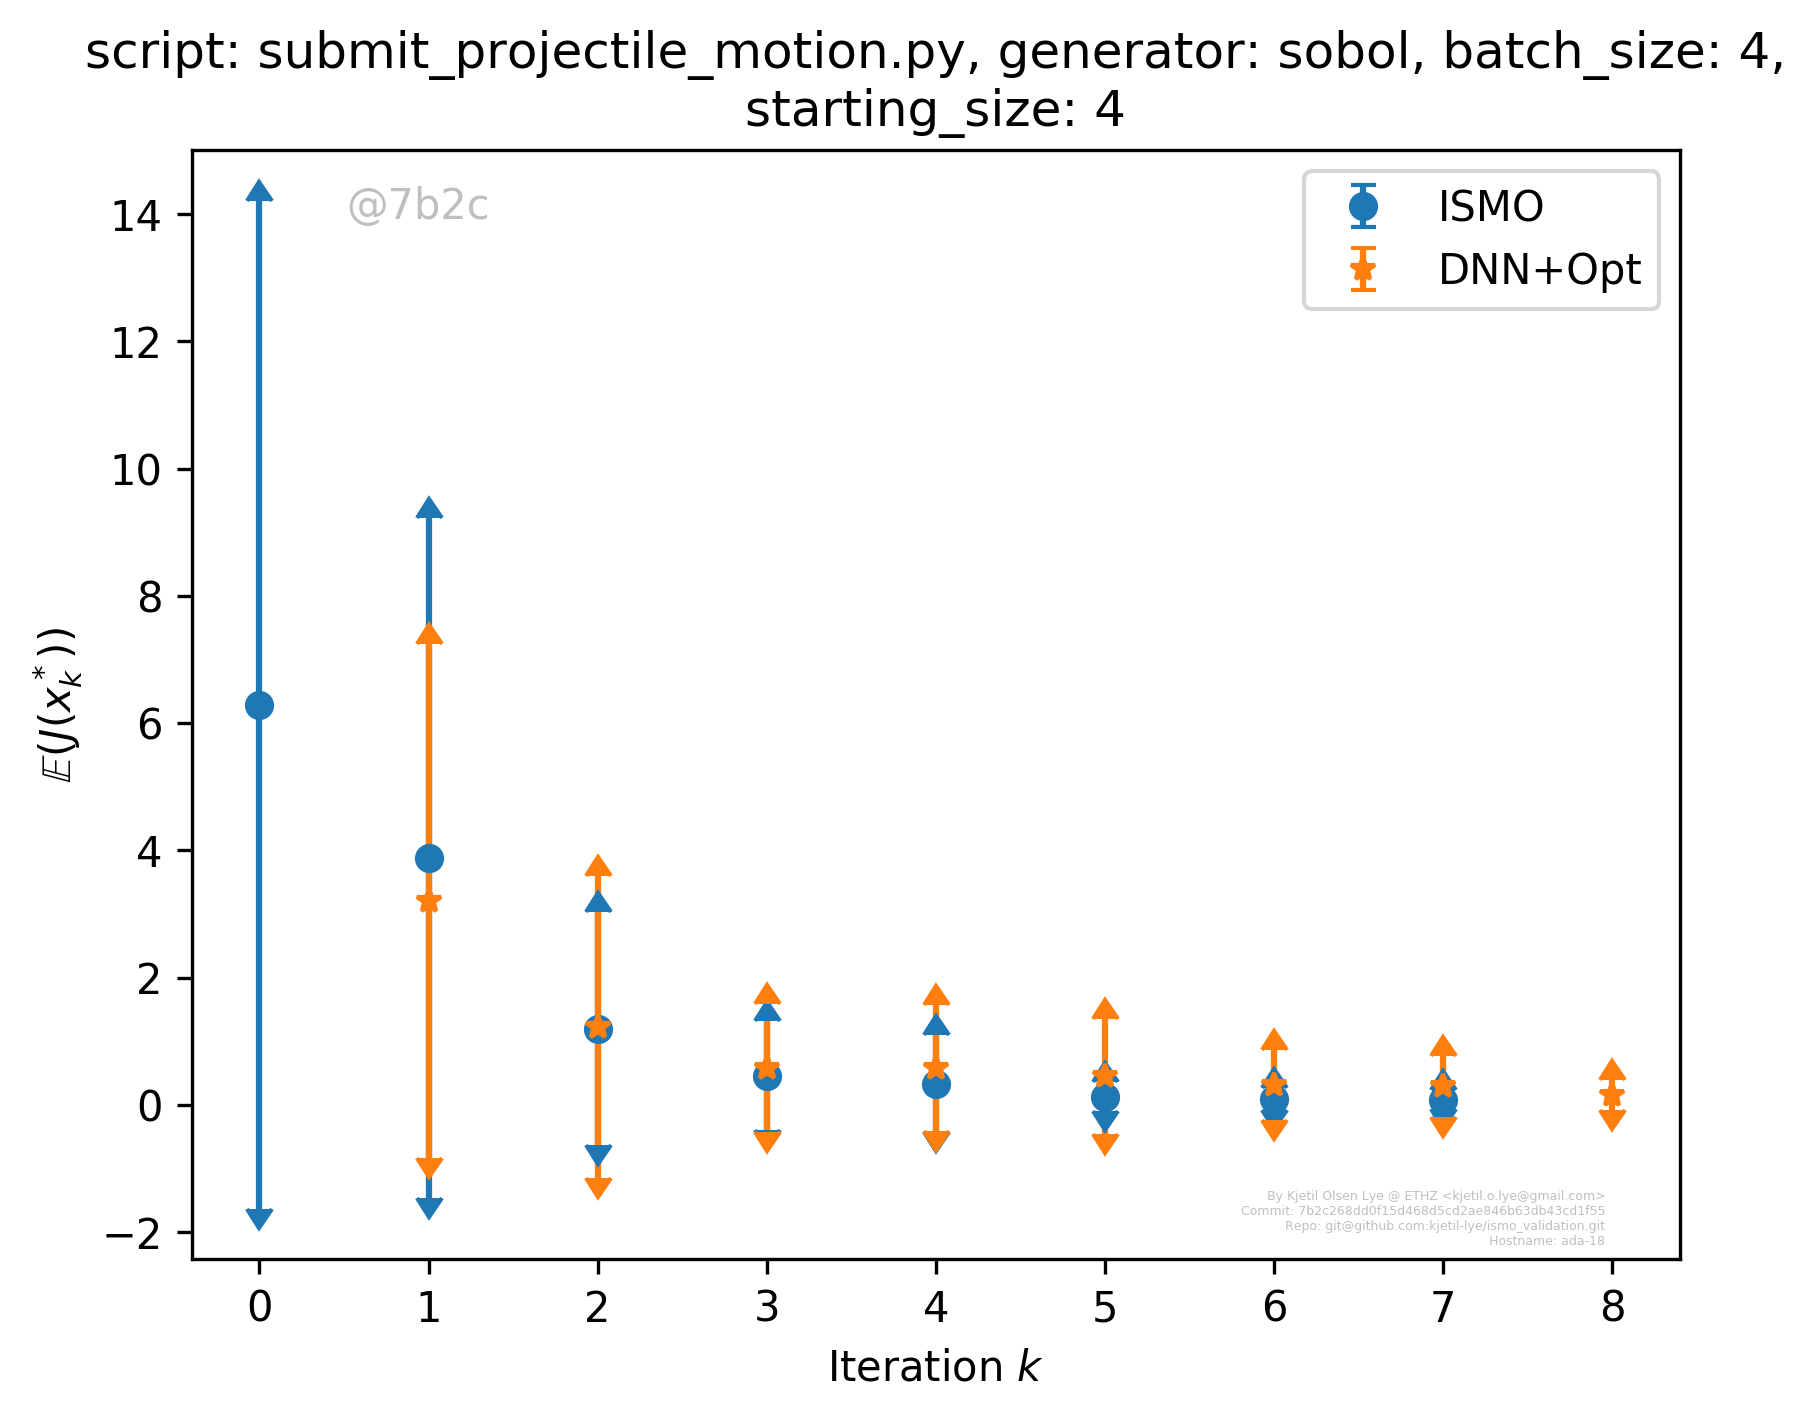 script: submit_projectile_motion.py, generator: sobol, batch_size: 4,
starting_size: 4
@7b2c
ISMO
DNN+Opt
14
12
10
8
6
4
2
0
−2
𝔼(J(x*k))
0 1 2 3 4 5 6 7 8
Iteration k
By Kjetil Olsen Lye @ ETHZ <kjetil.o.lye@gmail.com>
Commit: 7b2c268dd0f15d468d5cd2ae846b63db43cd1f55
Repo: git@github.com:kjetil-lye/ismo_validation.git
Hostname: ada-18